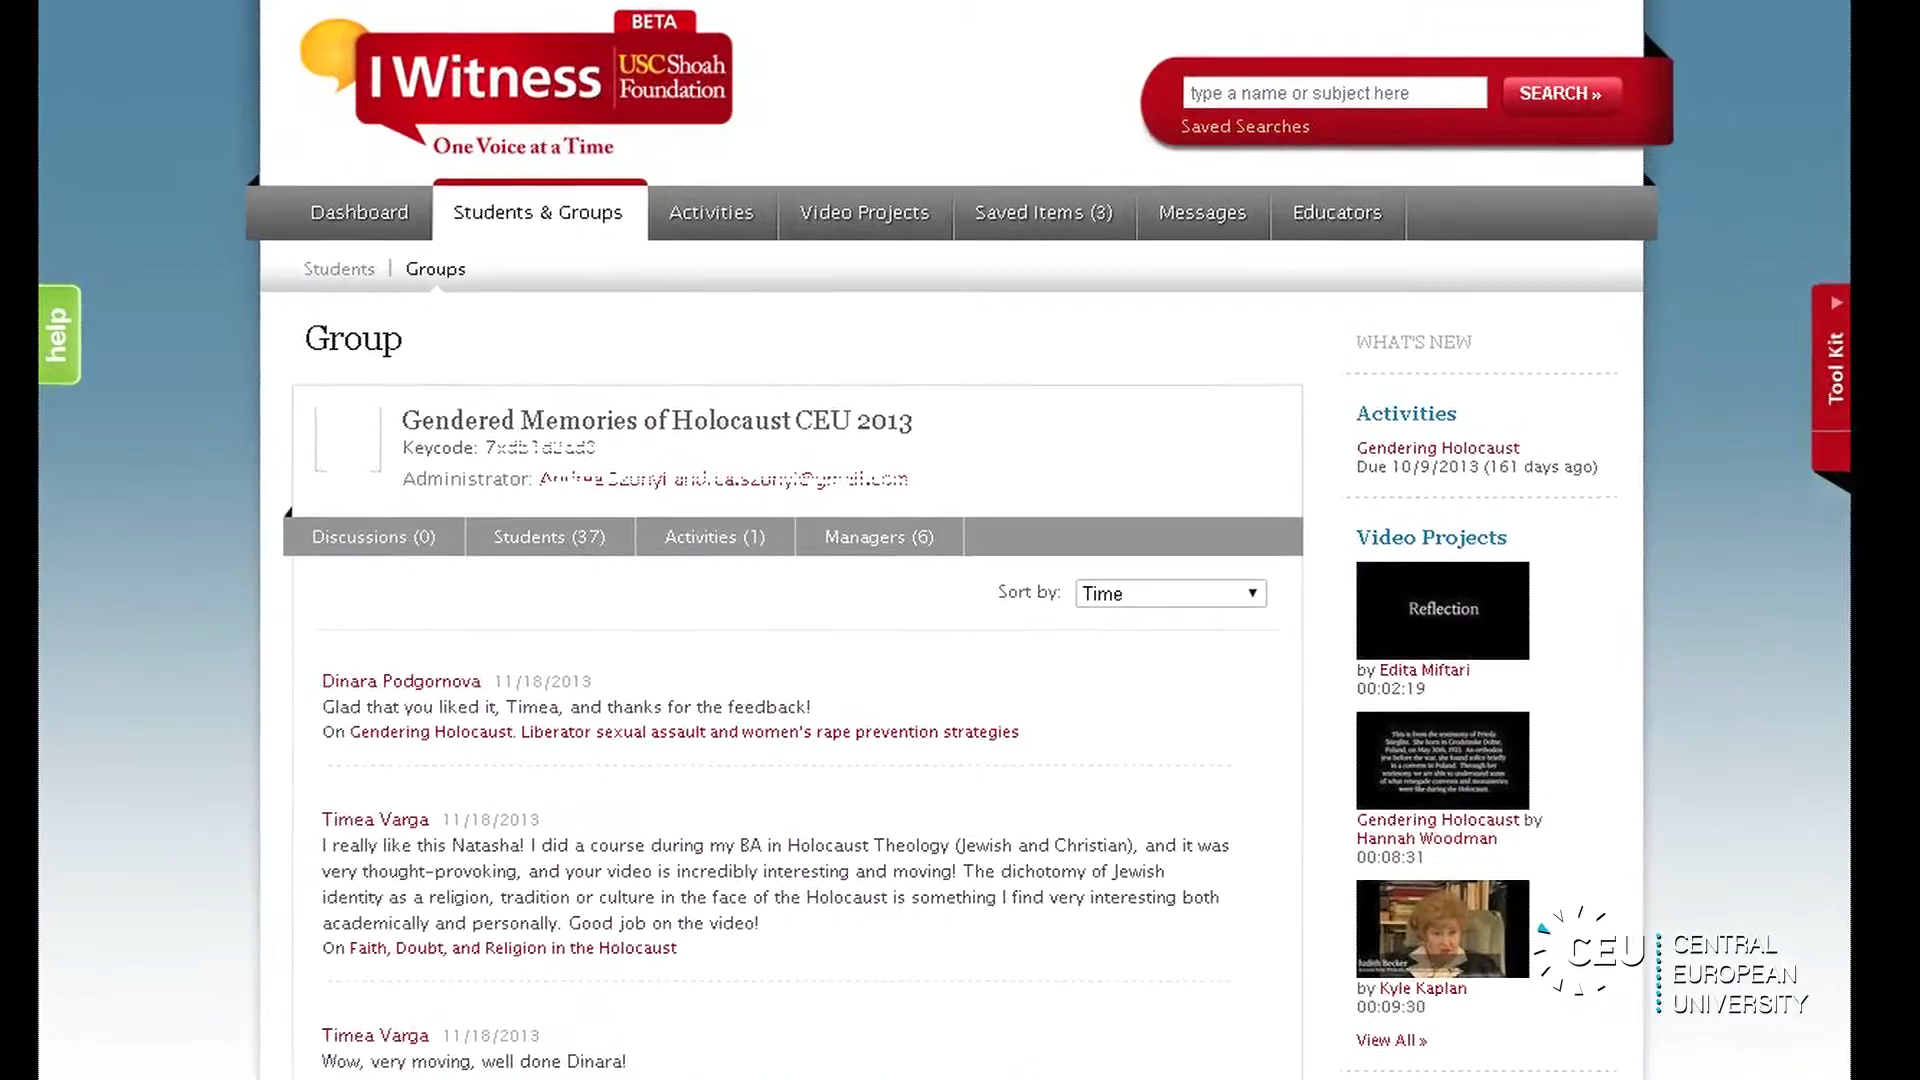 BETA
I Witness USC Shoah Foundation
One Voice at a Time
type a name or subject here SEARCH »
Saved Searches
Dashboard Students & Groups Activities Video Projects Saved Items (3) Messages Educators
Students | Groups
help
Tool Kit
Group
Gendered Memories of Holocaust CEU 2013
Keycode:
Administrator:
Discussions (0) Students (37) Activities (1) Managers (6)
Sort by: Time
Dinara Podgornova 11/18/2013
Glad that you liked it, Timea, and thanks for the feedback!
On Gendering Holocaust. Liberator sexual assault and women's rape prevention strategies
Timea Varga 11/18/2013
I really like this Natasha! I did a course during my BA in Holocaust Theology (Jewish and Christian), and it was
very thought-provoking, and your video is incredibly interesting and moving! The dichotomy of Jewish
identity as a religion, tradition or culture in the face of the Holocaust is something I find very interesting both
academically and personally. Good job on the video!
On Faith, Doubt, and Religion in the Holocaust
Timea Varga 11/18/2013
Wow, very moving, well done Dinara!
WHAT'S NEW
Activities
Gendering Holocaust
Due 10/9/2013 (161 days ago)
Video Projects
Reflection
by Edita Miftari
00:02:19
Gendering Holocaust by
Hannah Woodman
00:08:31
Judith Becker
by Kyle Kaplan
00:09:30
View All »
CEU CENTRAL
EUROPEAN
UNIVERSITY